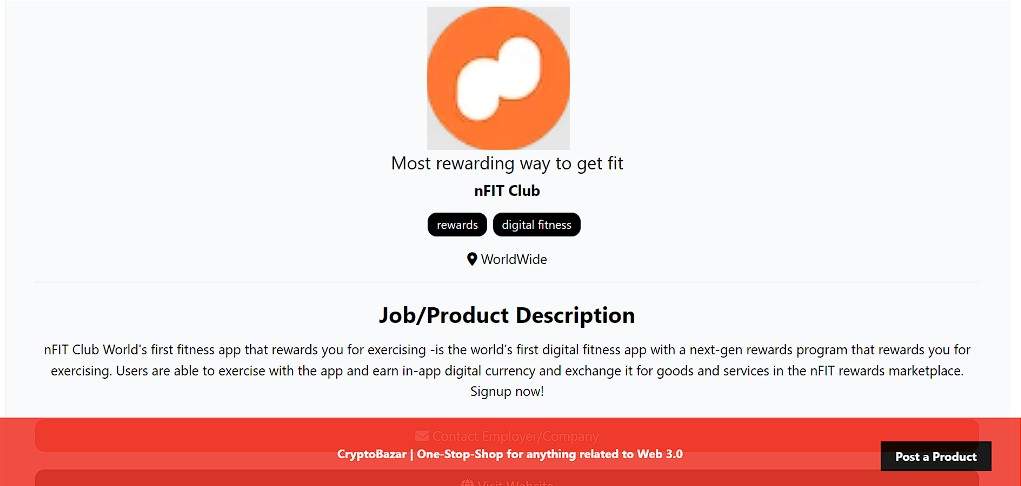 Most rewarding way to get fit
nFIT Club
rewards digital fitness
WorldWide
Job/Product Description
nFIT Club World's first fitness app that rewards you for exercising -is the world's first digital fitness app with a next-gen rewards program that rewards you for
exercising. Users are able to exercise with the app and earn in-app digital currency and exchange it for goods and services in the nFIT rewards marketplace.
Signup now!
Contact Employer/Company
CryptoBazar | One-Stop-Shop for anything related to Web 3.0
Post a Product
Visit Website